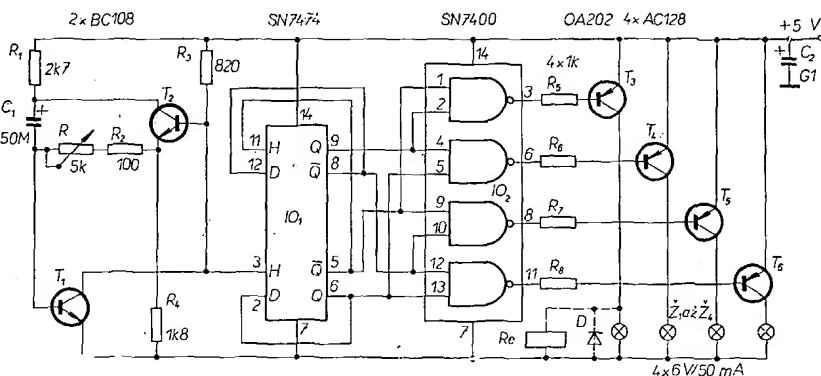 2×BC108
SN7474
SN7400
OA202
4×AC128
+5 V
R1
2k7
C1
+
50M
R
5k
R2
100
T2
R3
820
T1
R4
1k8
14
11
H
Q
9
12
D
Q̅
8
IO1
3
H
Q̅
5
2
D
Q
6
7
14
1
2
3
4
5
6
IO2
9
10
8
12
13
11
7
4×1k
R5
R6
R7
R8
T3
T4
T5
T6
+
C2
G1
Re
D
Ž1 až Ž4
4×6V/50 mA